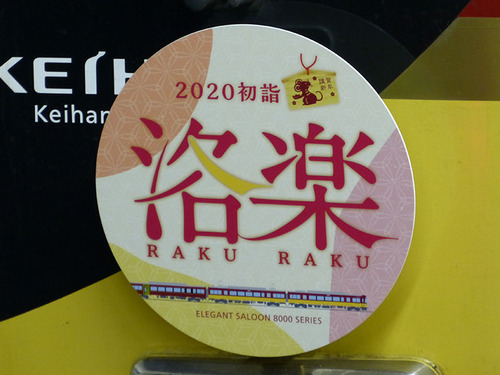 KEIH
Keihan
2020初詣
謹賀
新年
洛楽
RAKU RAKU
ELEGANT SALOON 8000 SERIES